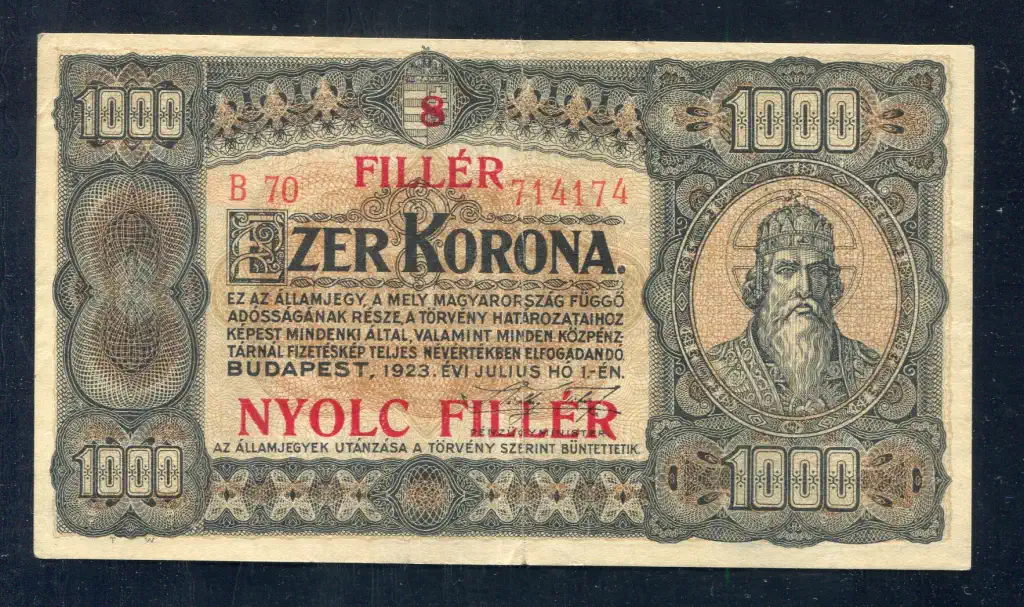 1000
8
1000
FILLÉR
B 70
714174
EZER KORONA.
EZ AZ ÁLLAMJEGY, A MELY MAGYARORSZÁG FÜGGŐ
ADÓSSÁGÁNAK RÉSZE, A TÖRVÉNY HATÁROZATAIHOZ
KÉPEST MINDENKI ÁLTAL, VALAMINT MINDEN KÖZPÉNZ-
TÁRNÁL FIZETÉSKÉP TELJES NÉVÉRTÉKBEN ELFOGADANDÓ
BUDAPEST, 1923. ÉVI JULIUS HÓ 1.-ÉN.
NYOLC FILLÉR
PÉNZÜGYMINISTER
AZ ÁLLAMJEGYEK UTÁNZÁSA A TÖRVÉNY SZERINT BÜNTETTETIK
1000
1000